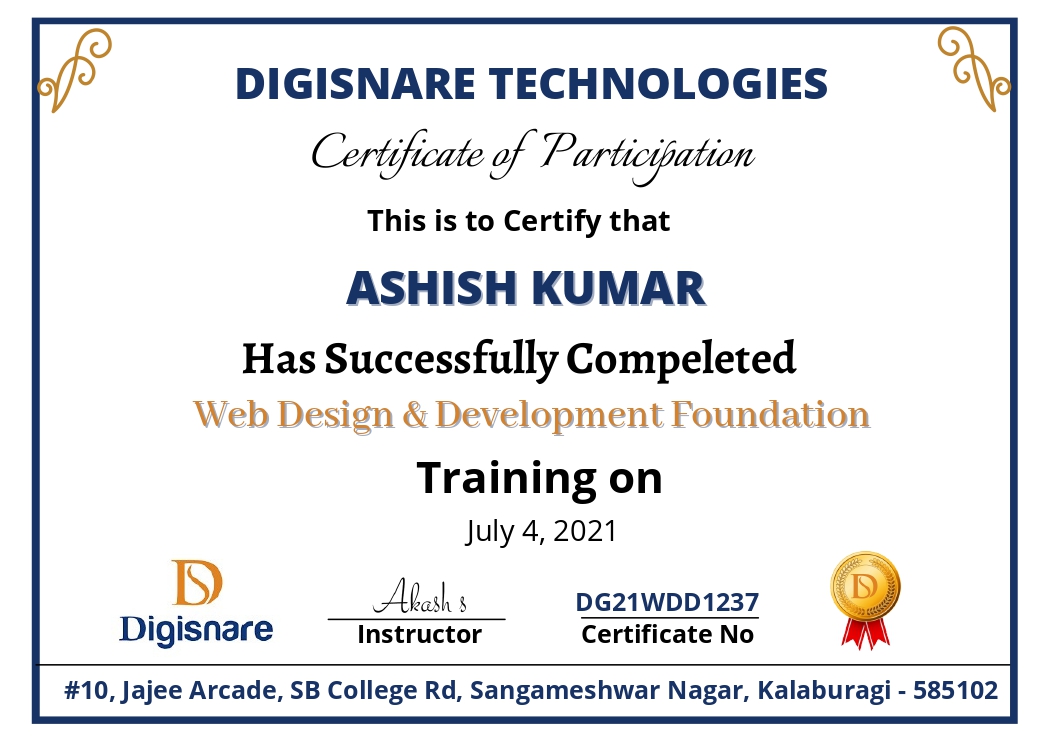 DIGISNARE TECHNOLOGIES
Certificate of Participation
This is to Certify that
ASHISH KUMAR
Has Successfully Compeleted
Web Design & Development Foundation
Training on
July 4, 2021
DS
Digisnare
Akash s
Instructor
DG21WDD1237
Certificate No
DS
#10, Jajee Arcade, SB College Rd, Sangameshwar Nagar, Kalaburagi - 585102